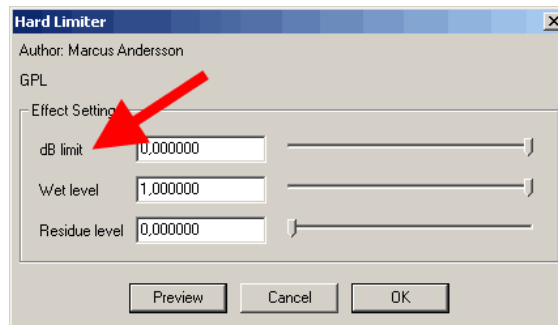 Hard Limiter
Author: Marcus Andersson
GPL
Effect Setting
dB limit 0,000000
Wet level 1,000000
Residue level 0,000000
Preview Cancel OK